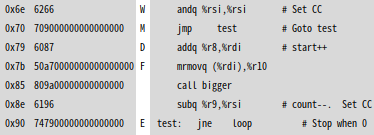 0x6e 6266 W andq %rsi,%rsi # Set CC
0x70 709000000000000000 M jmp test # Goto test
0x79 6087 D addq %r8,%rdi # start++
0x7b 50a70000000000000000 F mrmovq (%rdi),%r10
0x85 809a00000000000000 call bigger
0x8e 6196 subq %r9,%rsi # count--. Set CC
0x90 747900000000000000 E test: jne loop # Stop when 0